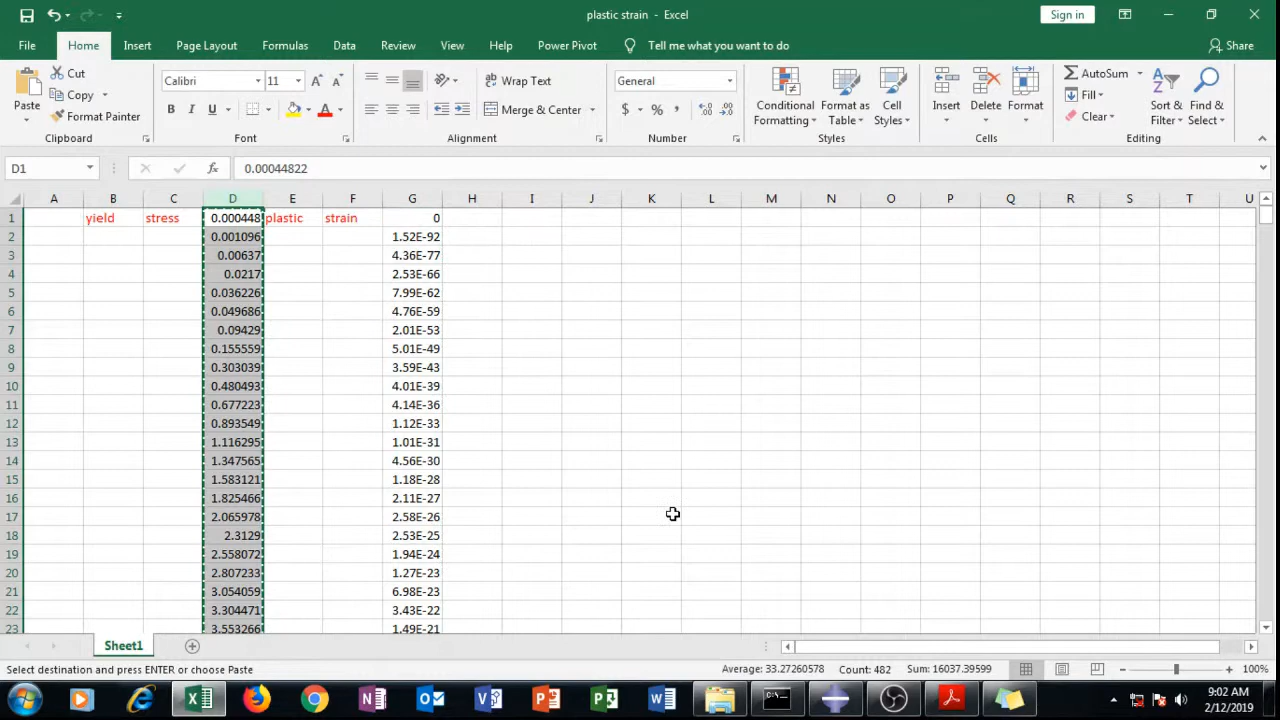 plastic strain - Excel
Sign in
File Home Insert Page Layout Formulas Data Review View Help Power Pivot Tell me what you want to do Share
Paste
Cut
Copy
Format Painter
Calibri 11
B I U
General
Wrap Text
Merge & Center
$ % ,
Conditional Formatting
Format as Table
Cell Styles
Insert
Delete
Format
AutoSum
Fill
Clear
Sort & Filter
Find & Select
Clipboard Font Alignment Number Styles Cells Editing
D1 fx 0.00044822
A B C D E F G H I J K L M N O P Q R S T U
1 yield stress 0.000448 plastic strain 0
2 0.001096 1.52E-92
3 0.00637 4.36E-77
4 0.0217 2.53E-66
5 0.036226 7.99E-62
6 0.049686 4.76E-59
7 0.09429 2.01E-53
8 0.155559 5.01E-49
9 0.303039 3.59E-43
10 0.480493 4.01E-39
11 0.677223 4.14E-36
12 0.893549 1.12E-33
13 1.116295 1.01E-31
14 1.347565 4.56E-30
15 1.583121 1.18E-28
16 1.825466 2.11E-27
17 2.065978 2.58E-26
18 2.3129 2.53E-25
19 2.558072 1.94E-24
20 2.807233 1.27E-23
21 3.054059 6.98E-23
22 3.304471 3.43E-22
23 3.553266 1.49E-21
Sheet1
Select destination and press ENTER or choose Paste Average: 33.27260578 Count: 482 Sum: 16037.39599 100%
9:02 AM
2/12/2019